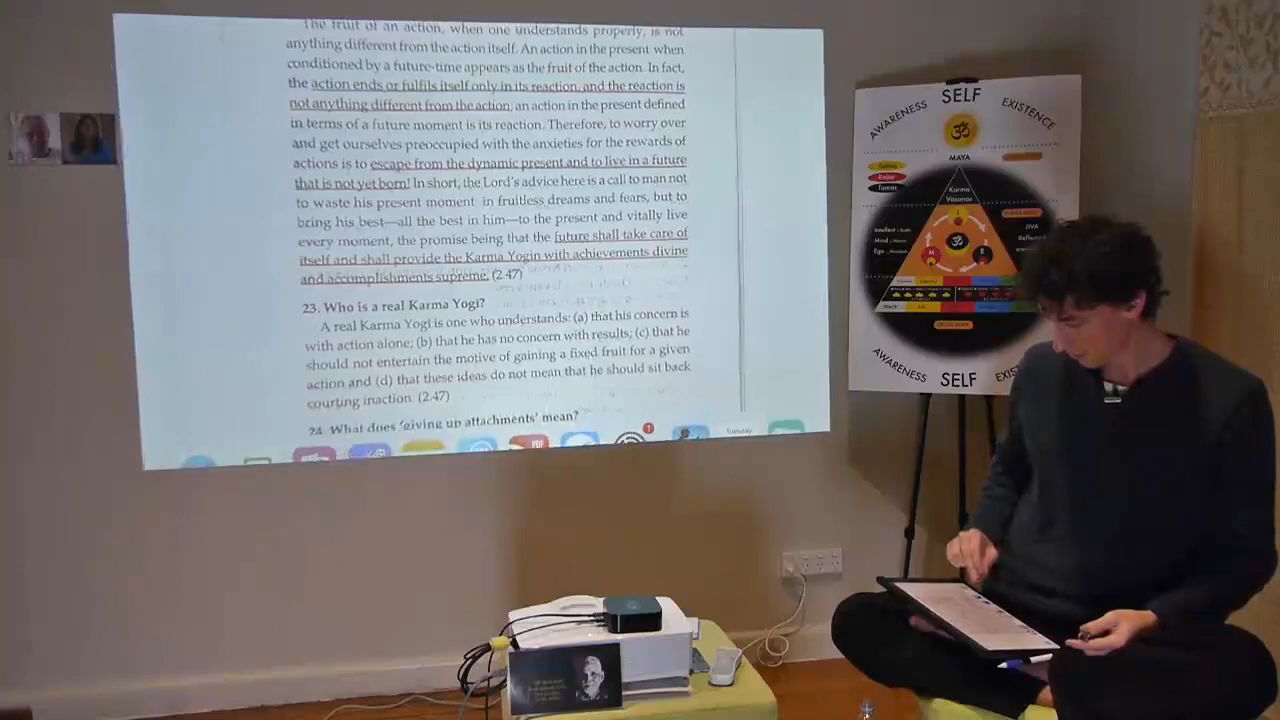 The fruit of an action, when one understands properly, is not
anything different from the action itself. An action in the present when
conditioned by a future-time appears as the fruit of the action. In fact,
the action ends or fulfils itself only in its reaction, and the reaction is
not anything different from the action; an action in the present defined
in terms of a future moment is its reaction. Therefore, to worry over
and get ourselves preoccupied with the anxieties for the rewards of
actions is to escape from the dynamic present and to live in a future
that is not yet born! In short, the Lord's advice here is a call to man not
to waste his present moment in fruitless dreams and fears, but to
bring his best—all the best in him—to the present and vitally live
every moment, the promise being that the future shall take care of
itself and shall provide the Karma Yogin with achievements divine
and accomplishments supreme. (2.47)
23. Who is a real Karma Yogi?
A real Karma Yogi is one who understands: (a) that his concern is
with action alone; (b) that he has no concern with results; (c) that he
should not entertain the motive of gaining a fixed fruit for a given
action and (d) that these ideas do not mean that he should sit back
courting inaction. (2.47)
24. What does 'giving up attachments' mean?
PDF
Tuesday
AWARENESS SELF EXISTENCE
ॐ
MAYA
Rajas
Tamas
Karma
Vasanas
I
M
E
ॐ
Intellect
Mind
Ego
JIVA
AWARENESS SELF EXIS